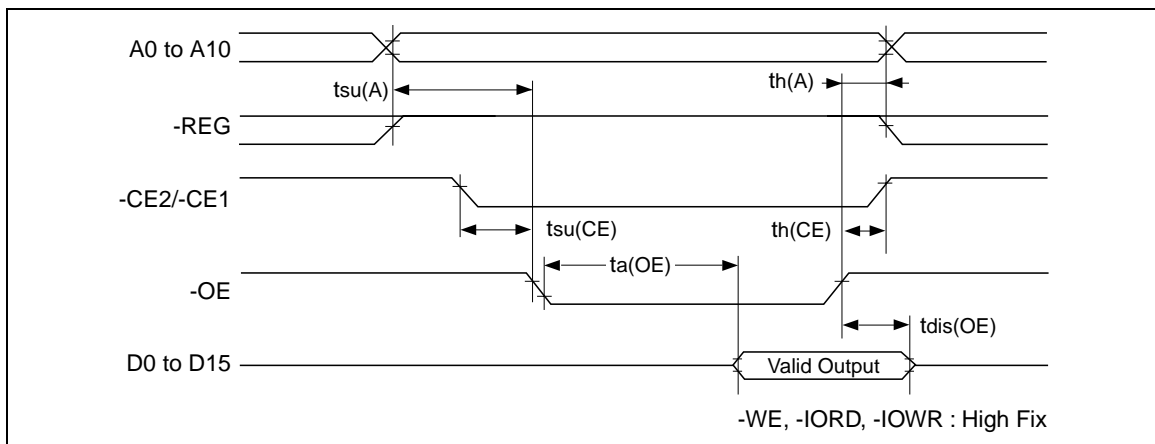 A0 to A10
tsu(A)
th(A)
-REG
-CE2/-CE1
tsu(CE)
th(CE)
ta(OE)
-OE
tdis(OE)
D0 to D15
Valid Output
-WE, -IORD, -IOWR : High Fix